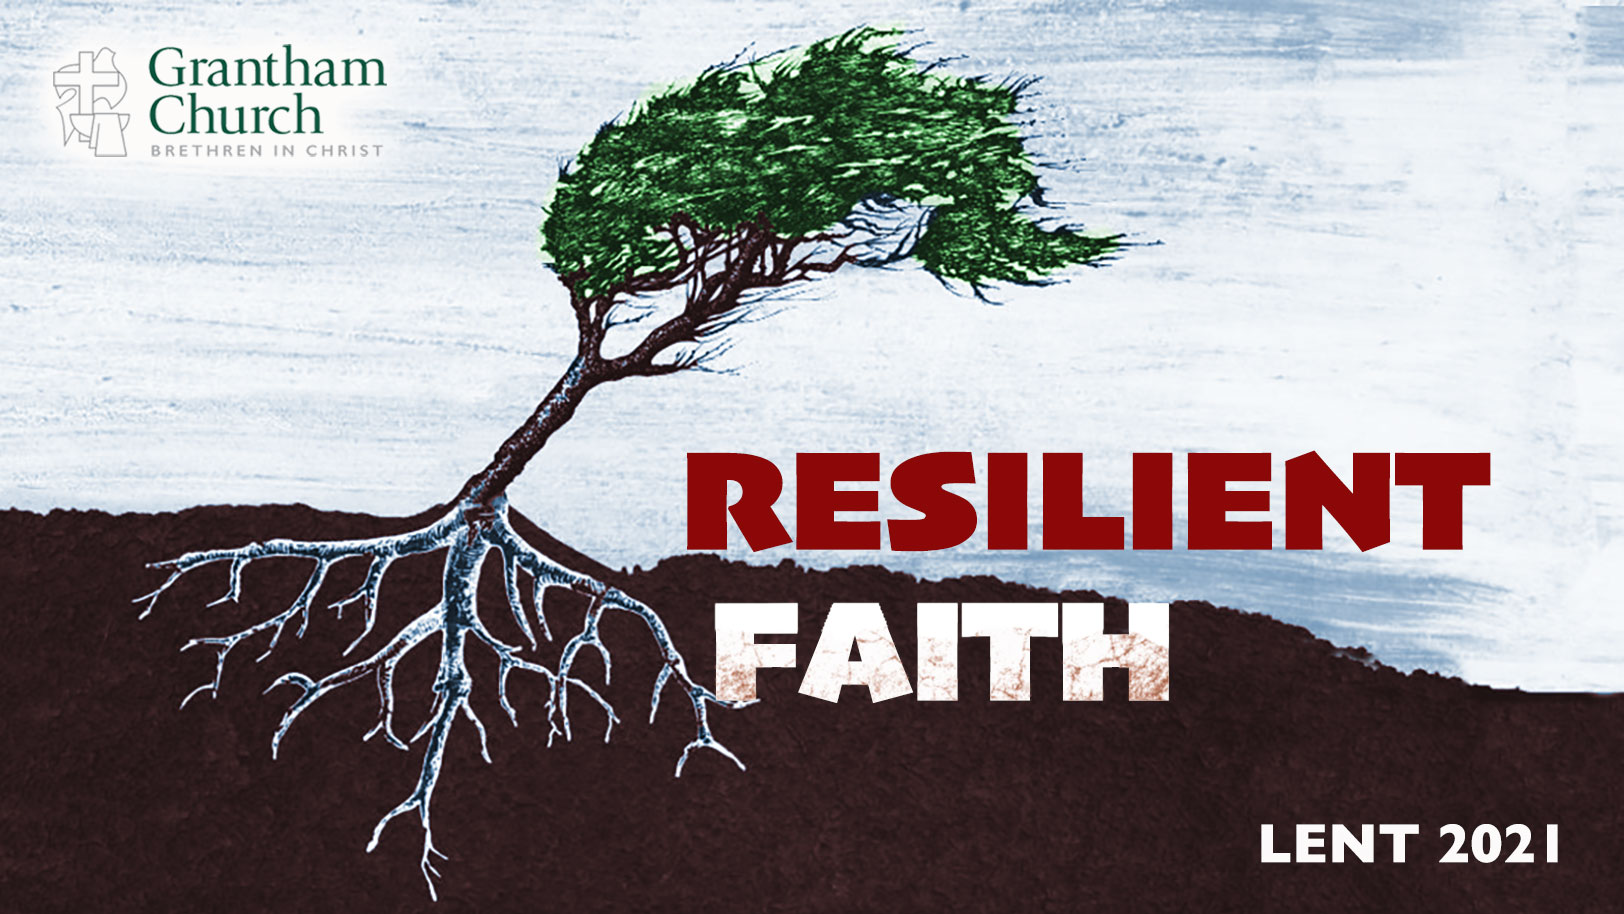 Grantham
Church
BRETHREN IN CHRIST
RESILIENT
FAITH
LENT 2021